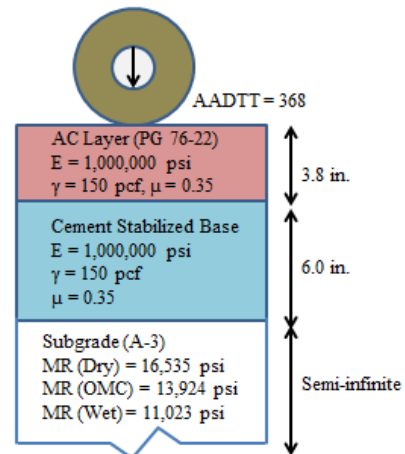 AADTT = 368
AC Layer (PG 76-22)
E = 1,000,000 psi
γ = 150 pcf, μ = 0.35
3.8 in.
Cement Stabilized Base
E = 1,000,000 psi
γ = 150 pcf
μ = 0.35
6.0 in.
Subgrade (A-3)
MR (Dry) = 16,535 psi
MR (OMC) = 13,924 psi
MR (Wet) = 11,023 psi
Semi-infinite